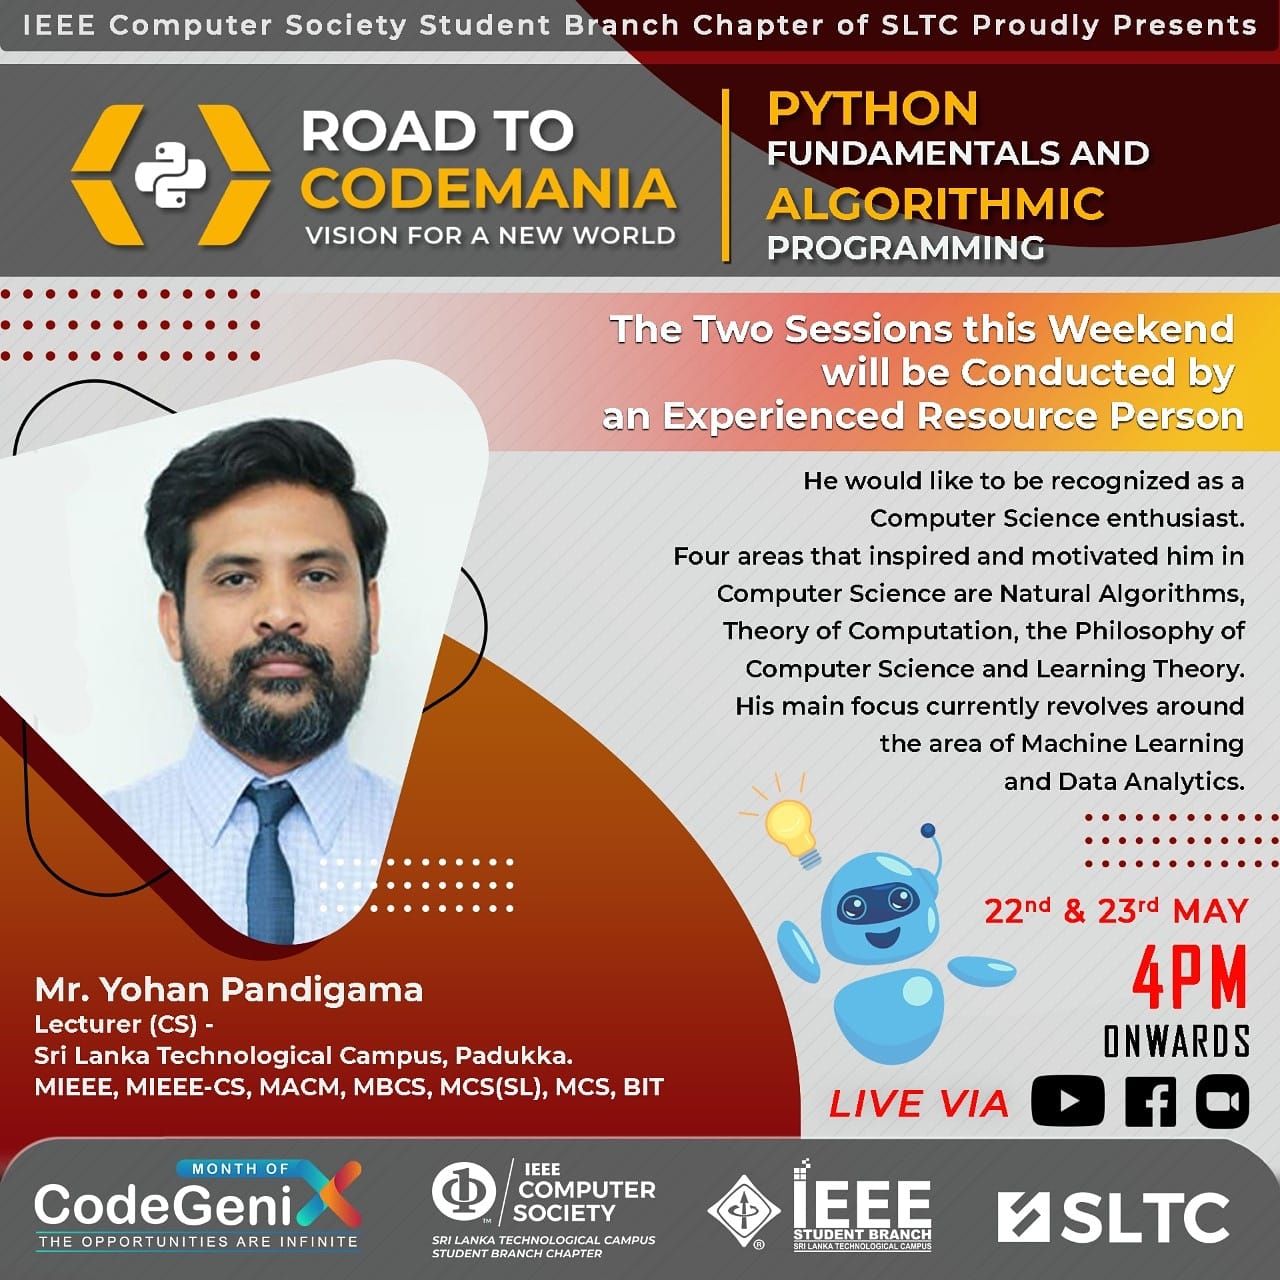 IEEE Computer Society Student Branch Chapter of SLTC Proudly Presents
ROAD TO
CODEMANIA
VISION FOR A NEW WORLD
PYTHON
FUNDAMENTALS AND
ALGORITHMIC
PROGRAMMING
The Two Sessions this Weekend
will be Conducted by
an Experienced Resource Person
He would like to be recognized as a
Computer Science enthusiast.
Four areas that inspired and motivated him in
Computer Science are Natural Algorithms,
Theory of Computation, the Philosophy of
Computer Science and Learning Theory.
His main focus currently revolves around
the area of Machine Learning
and Data Analytics.
22nd & 23rd MAY
4PM
ONWARDS
LIVE VIA
Mr. Yohan Pandigama
Lecturer (CS) -
Sri Lanka Technological Campus, Padukka.
MIEEE, MIEEE-CS, MACM, MBCS, MCS(SL), MCS, BIT
MONTH OF
CodeGeniX
THE OPPORTUNITIES ARE INFINITE
IEEE
COMPUTER
SOCIETY
TM
SRI LANKA TECHNOLOGICAL CAMPUS
STUDENT BRANCH CHAPTER
®
IEEE
STUDENT BRANCH
SRI LANKA TECHNOLOGICAL CAMPUS
SLTC